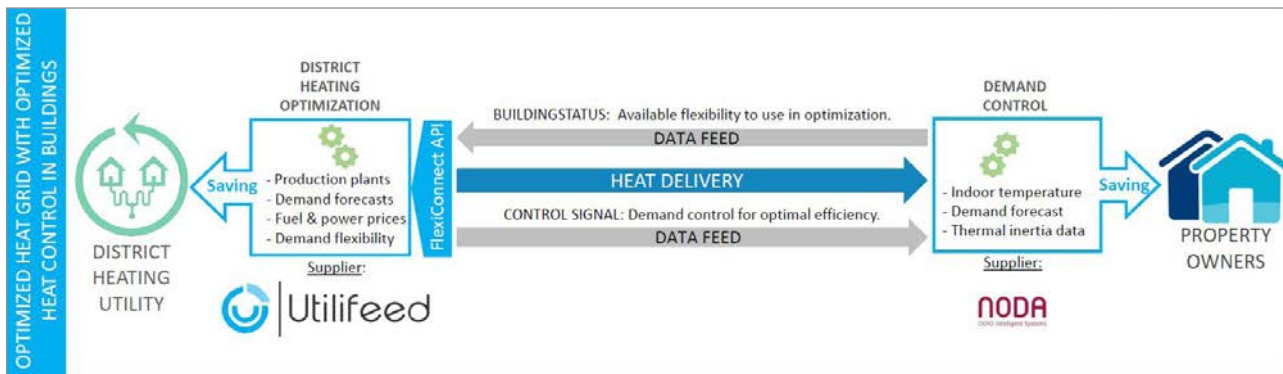 OPTIMIZED HEAT GRID WITH OPTIMIZED
HEAT CONTROL IN BUILDINGS
DISTRICT
HEATING
UTILITY
Saving
DISTRICT
HEATING
OPTIMIZATION
- Production plants
- Demand forecasts
- Fuel & power prices
- Demand flexibility
Supplier:
Utilifeed
FlexiConnect API
BUILDINGSTATUS: Available flexibility to use in optimization.
DATA FEED
HEAT DELIVERY
CONTROL SIGNAL: Demand control for optimal efficiency.
DATA FEED
DEMAND
CONTROL
- Indoor temperature
- Demand forecast
- Thermal inertia data
Supplier:
NODA
Intelligent Systems
Saving
PROPERTY
OWNERS